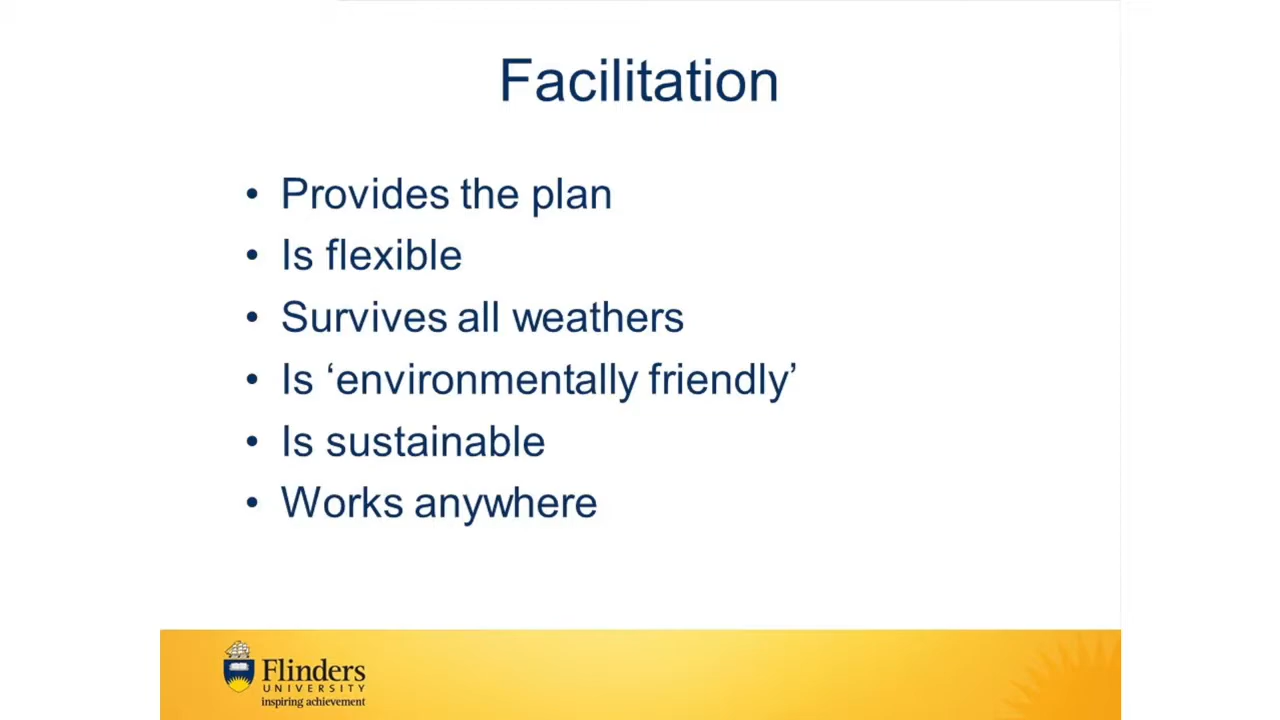 Facilitation
• Provides the plan
• Is flexible
• Survives all weathers
• Is ‘environmentally friendly’
• Is sustainable
• Works anywhere
Flinders
UNIVERSITY
inspiring achievement